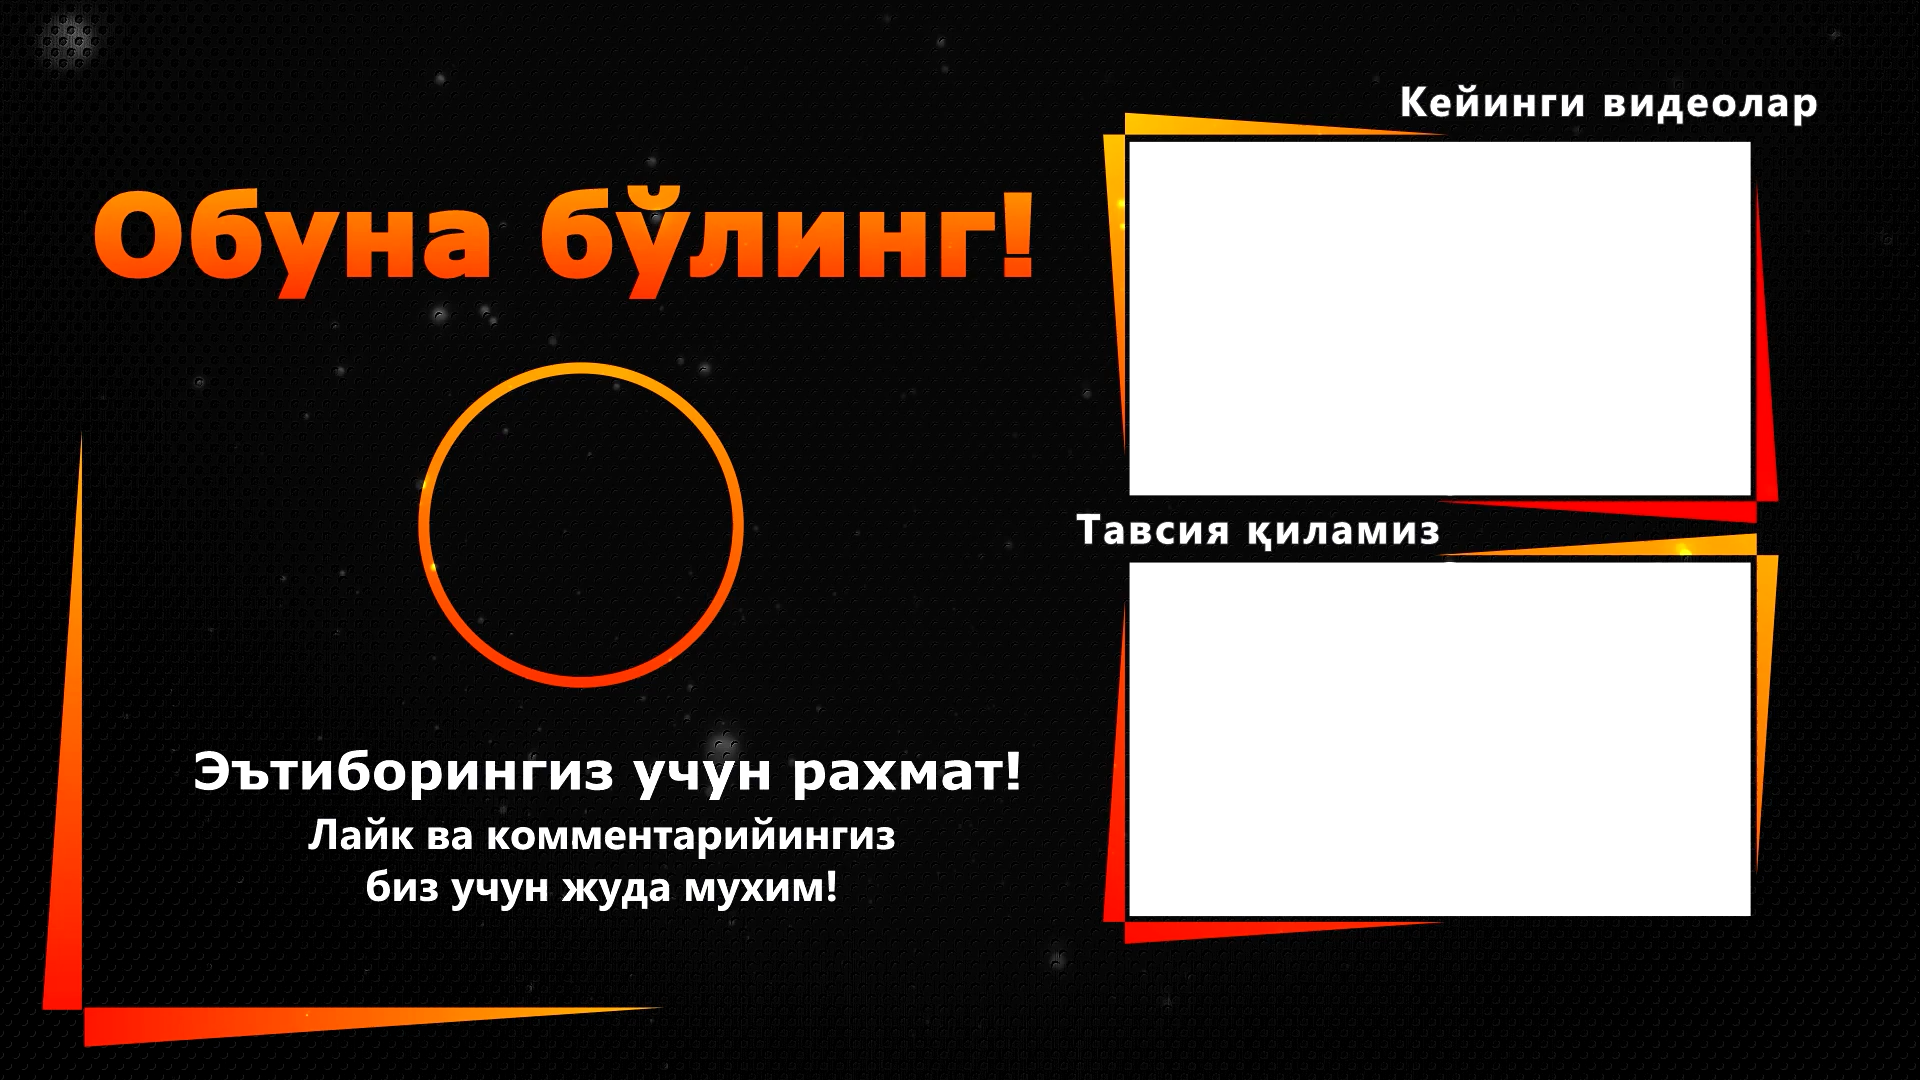 Обуна бўлинг!
Эътиборингиз учун рахмат!
Лайк ва комментарийингиз
биз учун жуда мухим!
Кейинги видеолар
Тавсия қиламиз